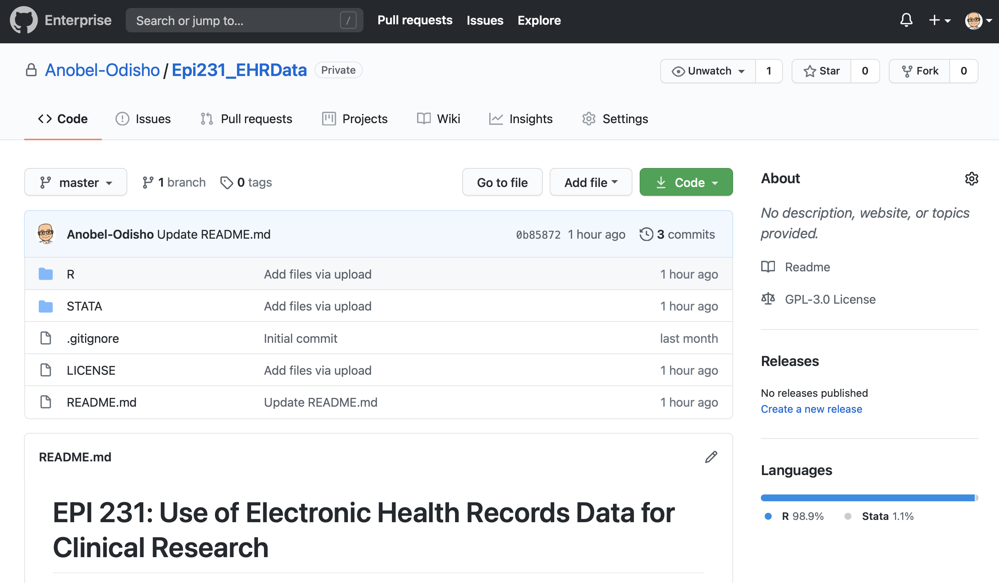 Enterprise Search or jump to... / Pull requests Issues Explore
Anobel-Odisho / Epi231_EHRData Private Unwatch 1 Star 0 Fork 0
Code Issues Pull requests Projects Wiki Insights Settings
master 1 branch 0 tags Go to file Add file Code
Anobel-Odisho Update README.md 0b85872 1 hour ago 3 commits
R Add files via upload 1 hour ago
STATA Add files via upload 1 hour ago
.gitignore Initial commit last month
LICENSE Add files via upload 1 hour ago
README.md Update README.md 1 hour ago
README.md
EPI 231: Use of Electronic Health Records Data for
Clinical Research
About
No description, website, or topics
provided.
Readme
GPL-3.0 License
Releases
No releases published
Create a new release
Languages
R 98.9% Stata 1.1%